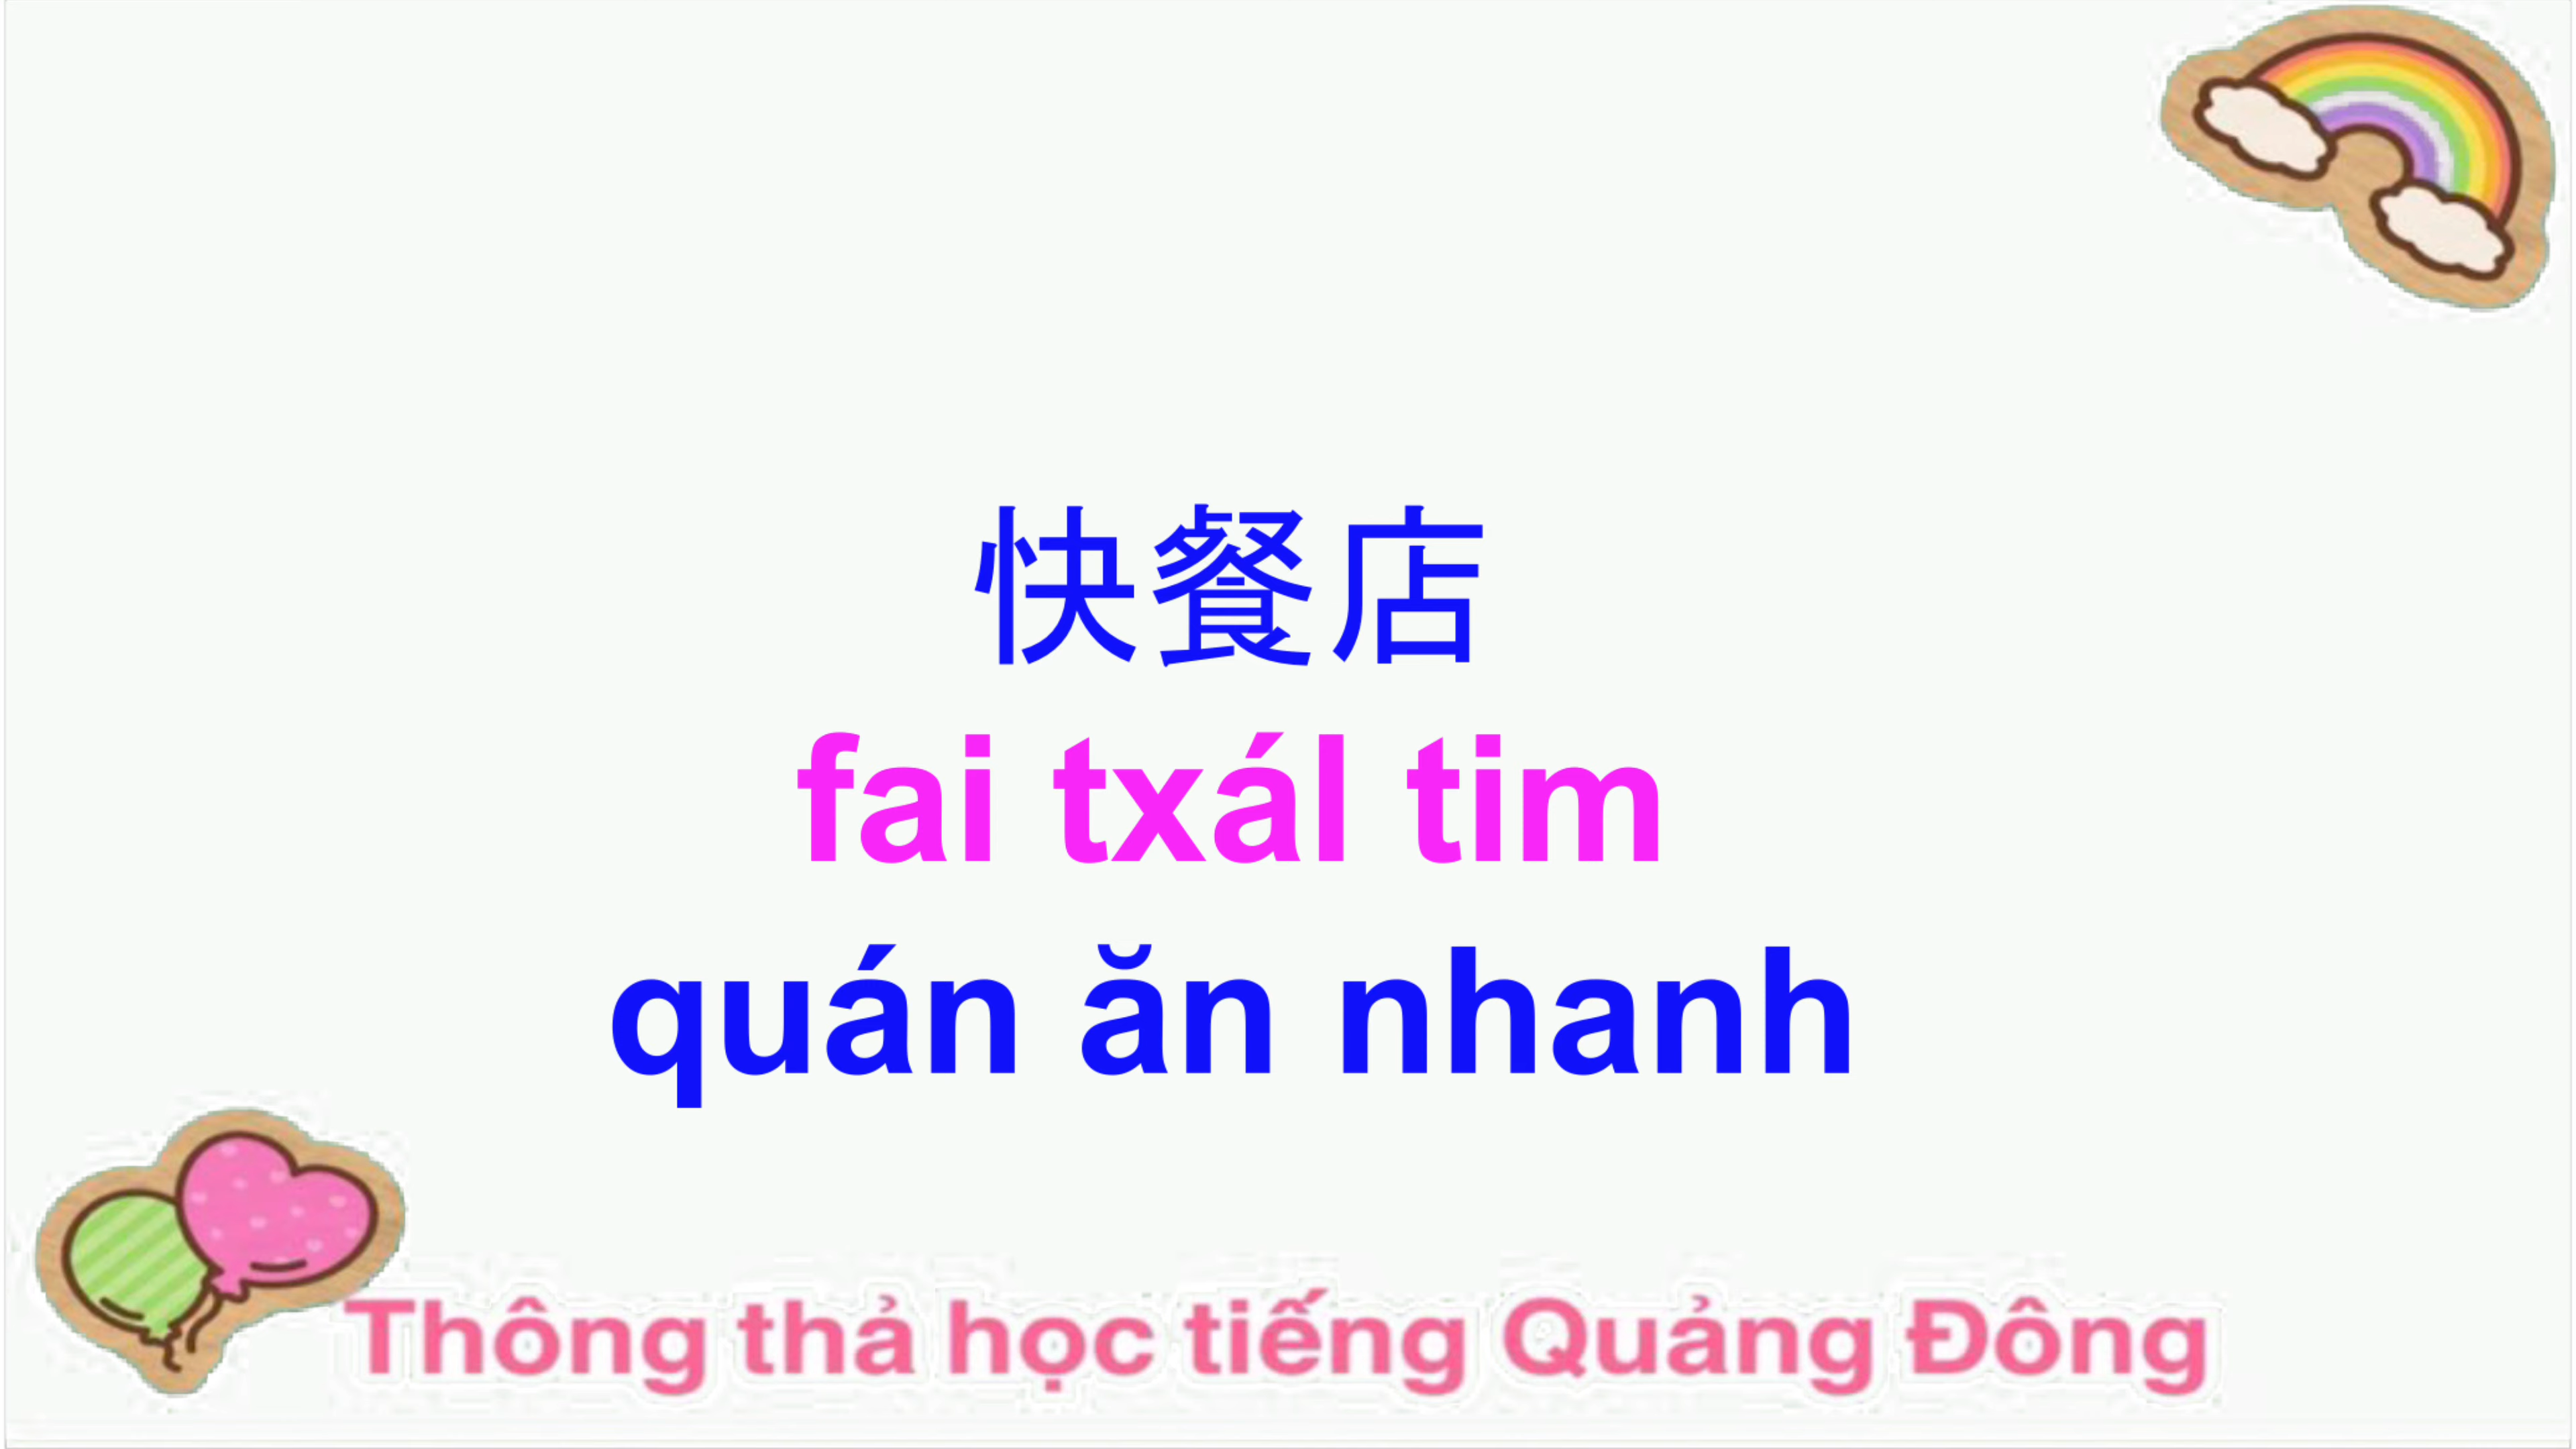 快餐店
fai txál tim
quán ăn nhanh
Thông thả học tiếng Quảng Đông